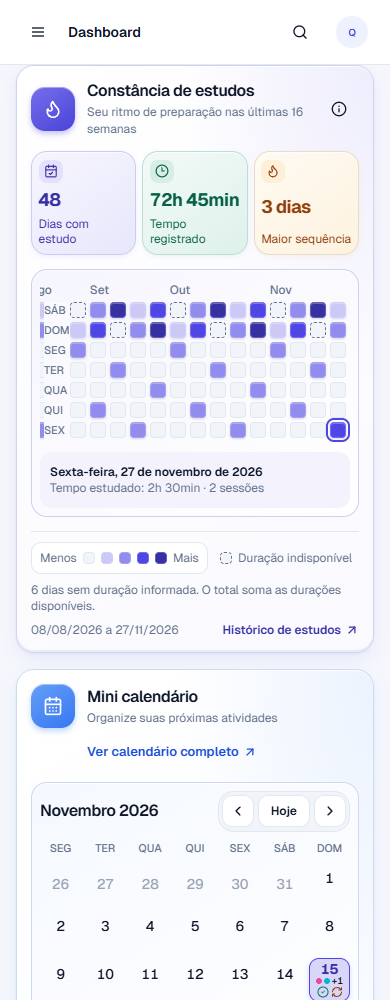 Dashboard
Q
Constância de estudos
Seu ritmo de preparação nas últimas 16
semanas
48
Dias com
estudo
72h 45min
Tempo
registrado
3 dias
Maior sequência
go Set Out Nov
SÁB
DOM
SEG
TER
QUA
QUI
SEX
Sexta-feira, 27 de novembro de 2026
Tempo estudado: 2h 30min · 2 sessões
Menos Mais Duração indisponível
6 dias sem duração informada. O total soma as durações
disponíveis.
08/08/2026 a 27/11/2026 Histórico de estudos
Mini calendário
Organize suas próximas atividades
Ver calendário completo
Novembro 2026 Hoje
SEG TER QUA QUI SEX SÁB DOM
26 27 28 29 30 31 1
2 3 4 5 6 7 8
9 10 11 12 13 14 15
+1